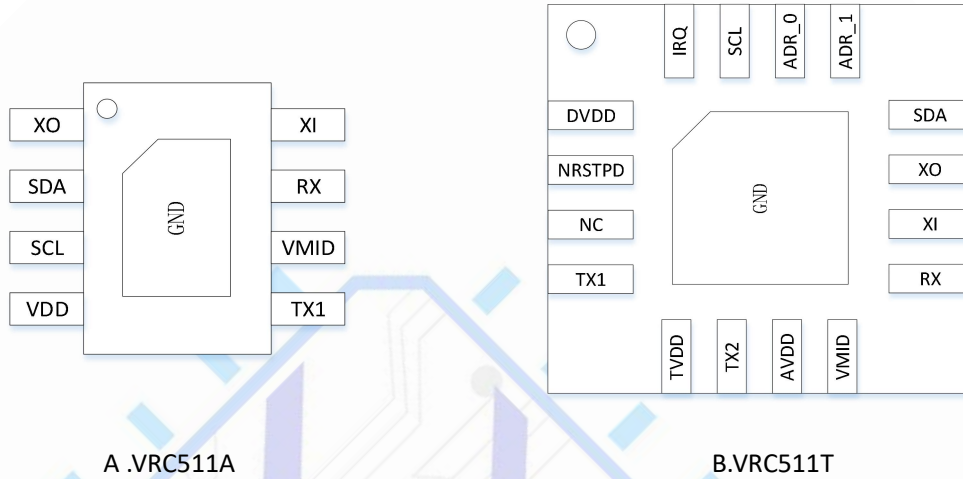 IRQ SCL ADR_0 ADR_1
XO XI
DVDD SDA
SDA RX
NRSTPD XO
GND
GND
SCL VMID
NC XI
VDD TX1
TX1 RX
TVDD TX2 AVDD VMID
A .VRC511A
B.VRC511T